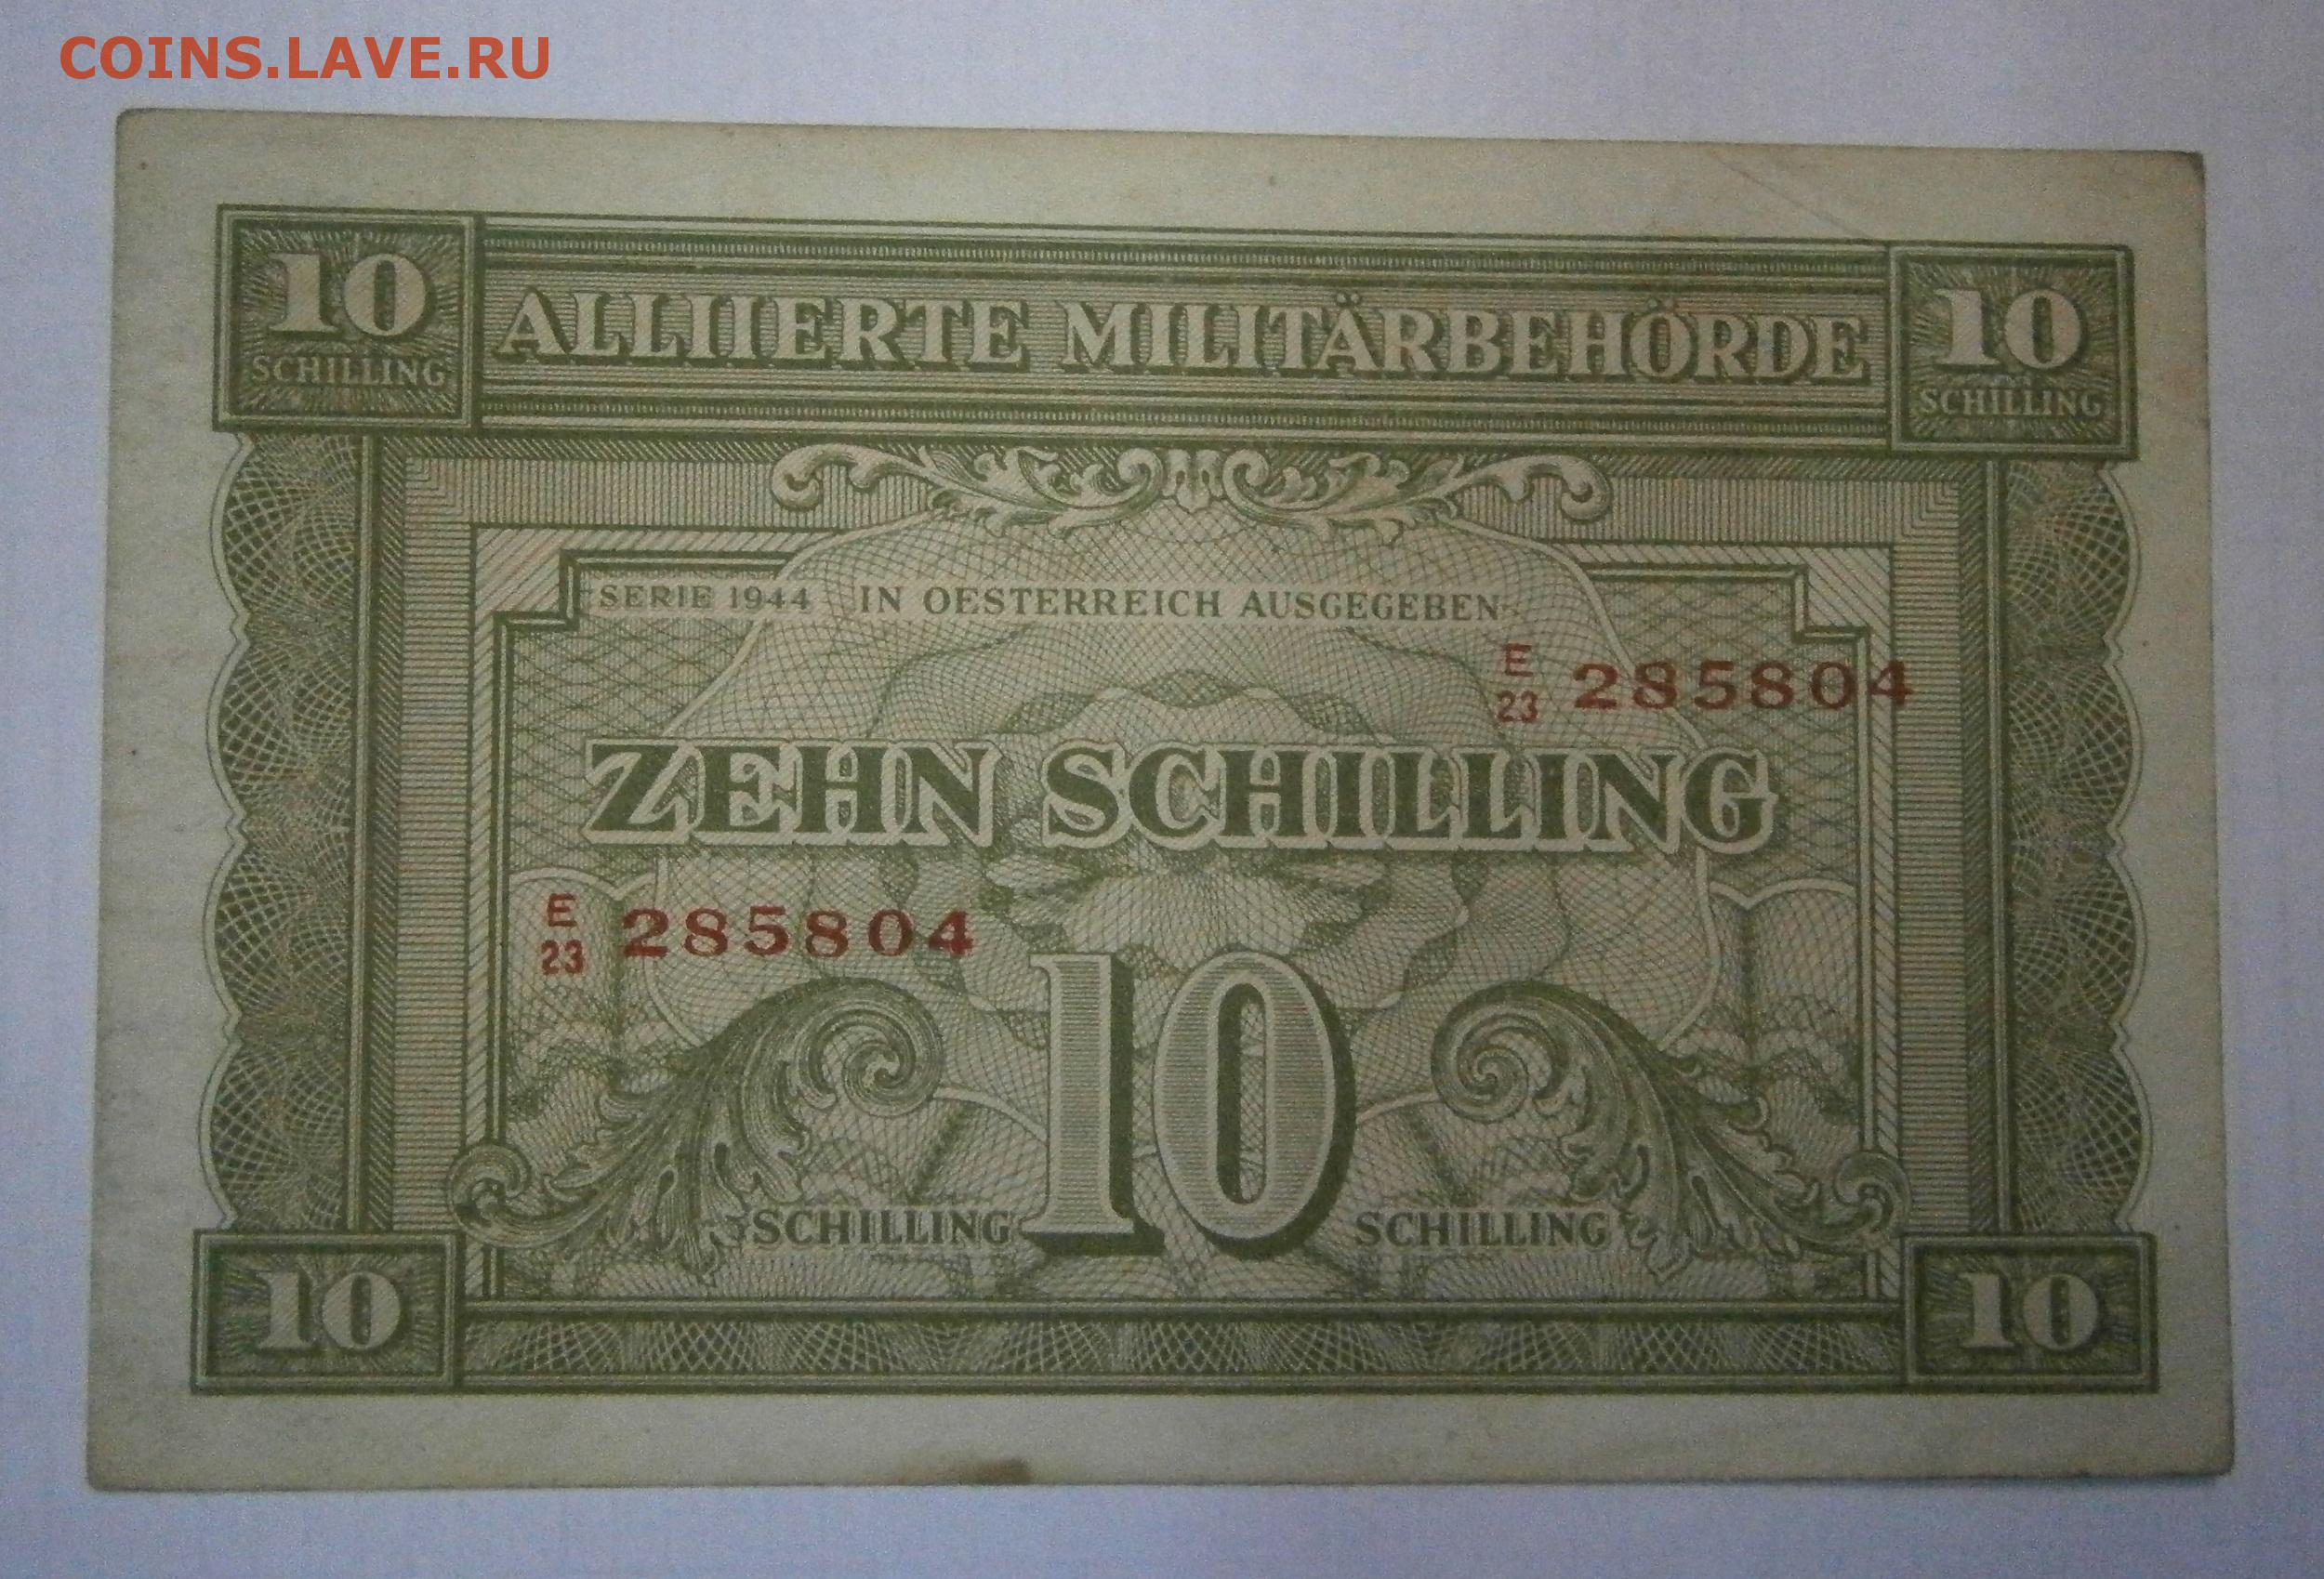 COINS.LAVE.RU
10 ALLIIERTE MILITÄRBEHÖRDE 10
SCHILLING SCHILLING
SERIE 1944 IN OESTERREICH AUSGEGEBEN
E
23 285804
ZEHN SCHILLING
E
23 285804
SCHILLING 10 SCHILLING
10 10